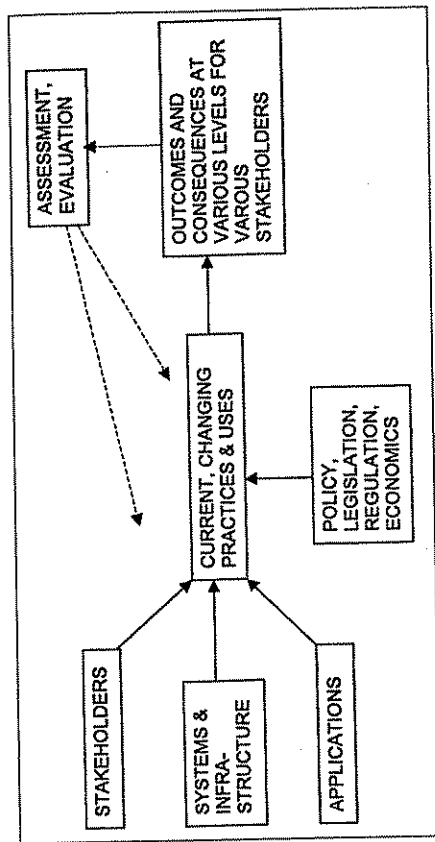 STAKEHOLDERS
SYSTEMS &
INFRA-
STRUCTURE
APPLICATIONS
CURRENT, CHANGING
PRACTICES & USES
POLICY,
LEGISLATION,
REGULATION,
ECONOMICS
ASSESSMENT,
EVALUATION
OUTCOMES AND
CONSEQUENCES AT
VARIOUS LEVELS FOR
VAROUS
STAKEHOLDERS